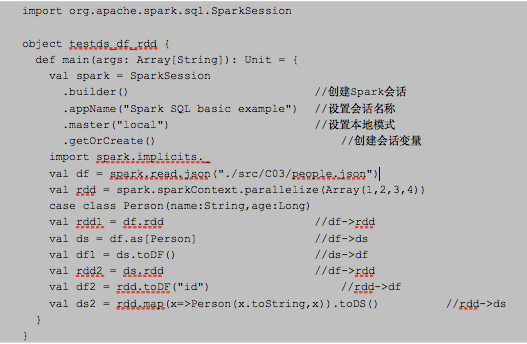 import org.apache.spark.sql.SparkSession

object testds_df_rdd {
  def main(args: Array[String]): Unit = {
    val spark = SparkSession
      .builder()                              //创建Spark会话
      .appName("Spark SQL basic example")   //设置会话名称
      .master("local")                        //设置本地模式
      .getOrCreate()                              //创建会话变量
    import spark.implicits._
    val df = spark.read.json("./src/C03/people.json")
    val rdd = spark.sparkContext.parallelize(Array(1,2,3,4))
    case class Person(name:String,age:Long)
    val rdd1 = df.rdd                       //df->rdd
    val ds = df.as[Person]                  //df->ds
    val df1 = ds.toDF()                     //ds->df
    val rdd2 = ds.rdd                       //df->rdd
    val df2 = rdd.toDF("id")                    //rdd->df
    val ds2 = rdd.map(x=>Person(x.toString,x)).toDS()          //rdd->ds
  }
}